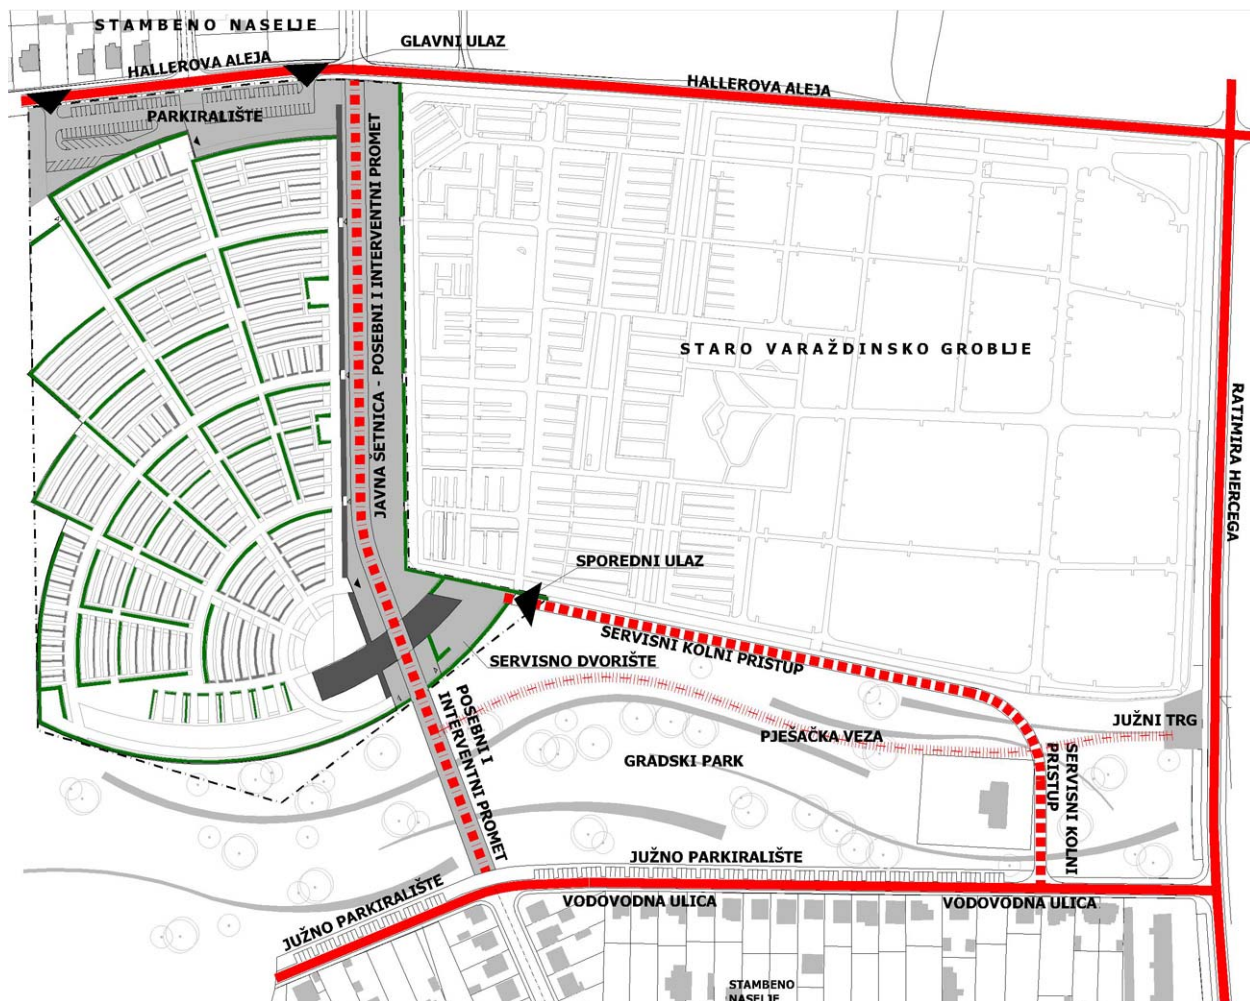 STAMBENO NASELJE
GLAVNI ULAZ
HALLEROVA ALEJA
HALLEROVA ALEJA
PARKIRALIŠTE
JAVNA ŠETNICA - POSEBNI I INTERVENTNI PROMET
STARO VARAŽDINSKO GROBLJE
RATIMIRA HERCEGA
SPOREDNI ULAZ
SERVISNI KOLNI PRISTUP
SERVISNO DVORIŠTE
POSEBNI I
INTERVENTNI PROMET
JUŽNI TRG
PJEŠAČKA VEZA
GRADSKI PARK
SERVISNI KOLNI
PRISTUP
JUŽNO PARKIRALIŠTE
JUŽNO PARKIRALIŠTE
VODOVODNA ULICA
VODOVODNA ULICA
STAMBENO
NASELJE